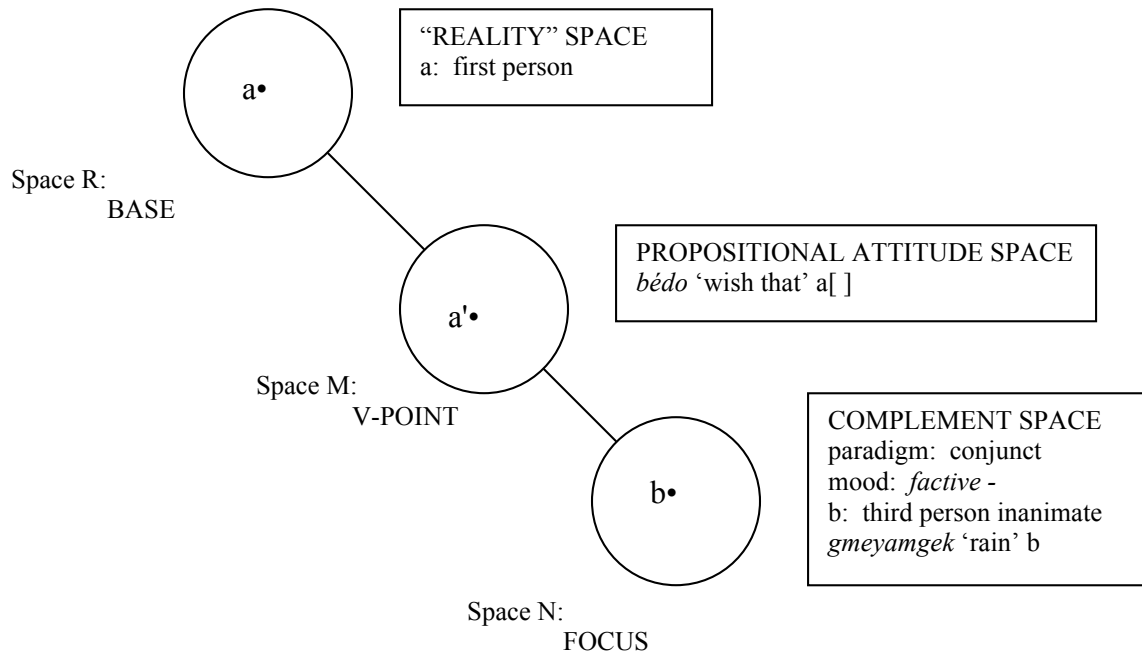 “REALITY” SPACE
a: first person
a•
Space R:
BASE
PROPOSITIONAL ATTITUDE SPACE
bédo ‘wish that’ a[ ]
a'•
Space M:
V-POINT
COMPLEMENT SPACE
paradigm: conjunct
mood: factive -
b: third person inanimate
gmeyamgek ‘rain’ b
b•
Space N:
FOCUS